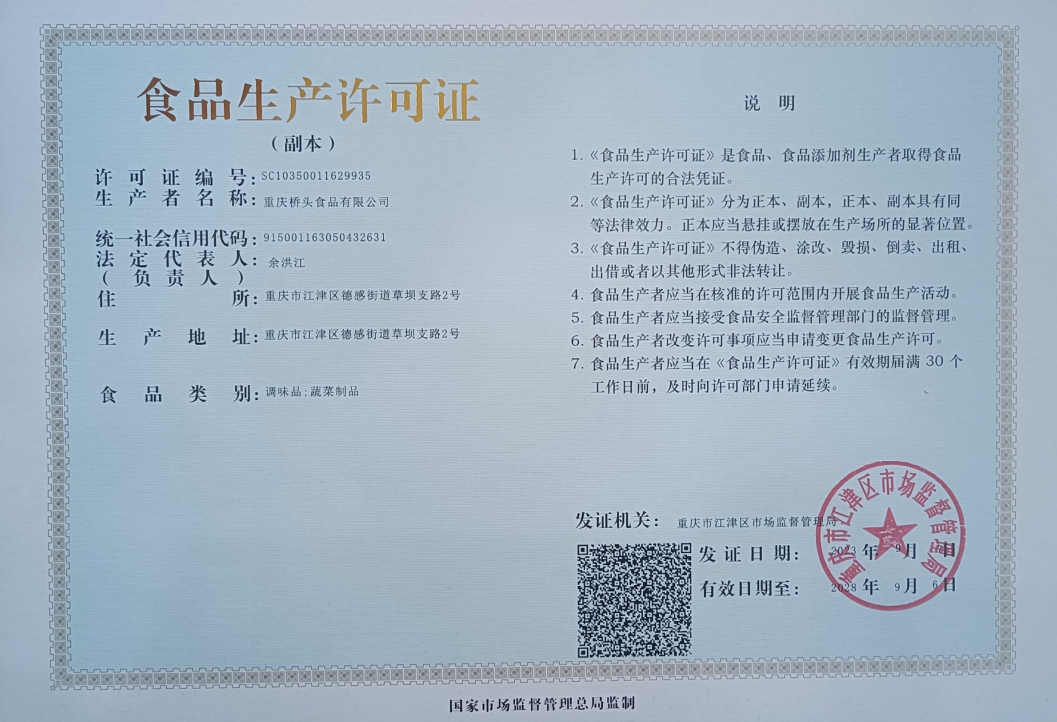 食品生产许可证
（副本）
许可证编号：SC10350011629935
生产者名称：重庆桥头食品有限公司
统一社会信用代码：915001163050432631
法定代表人：余洪江
（负责人）
住所：重庆市江津区德感街道草坝支路2号
生产地址：重庆市江津区德感街道草坝支路2号
食品类别：调味品;蔬菜制品
说 明
1.《食品生产许可证》是食品、食品添加剂生产者取得食品
生产许可的合法凭证。
2.《食品生产许可证》分为正本、副本，正本、副本具有同
等法律效力。正本应当悬挂或摆放在生产场所的显著位置。
3.《食品生产许可证》不得伪造、涂改、毁损、倒卖、出租、
出借或者以其他形式非法转让。
4. 食品生产者应当在核准的许可范围内开展食品生产活动。
5. 食品生产者应当接受食品安全监督管理部门的监督管理。
6. 食品生产者改变许可事项应当申请变更食品生产许可。
7. 食品生产者应当在《食品生产许可证》有效期届满 30 个
工作日前，及时向许可部门申请延续。
发证机关：重庆市江津区市场监督管理局
发证日期：2023 年 9 月 日
有效日期至：2028 年 9 月 6 日
重庆市江津区市场监督管理局
国家市场监督管理总局监制